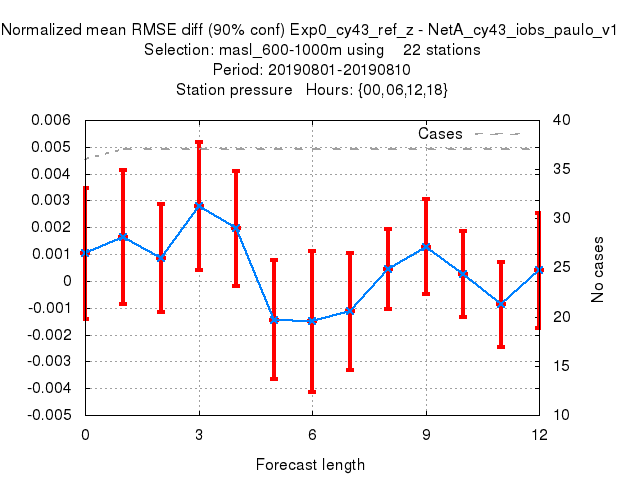 Normalized mean RMSE diff (90% conf) Exp0_cy43_ref_z - NetA_cy43_iobs_paulo_v1
Selection: masl_600-1000m using 22 stations
Period: 20190801-20190810
Station pressure Hours: {00,06,12,18}
Cases
0.006
0.005
0.004
0.003
0.002
0.001
0
-0.001
-0.002
-0.003
-0.004
-0.005
40
35
30
25
20
15
10
No cases
0 3 6 9 12
Forecast length